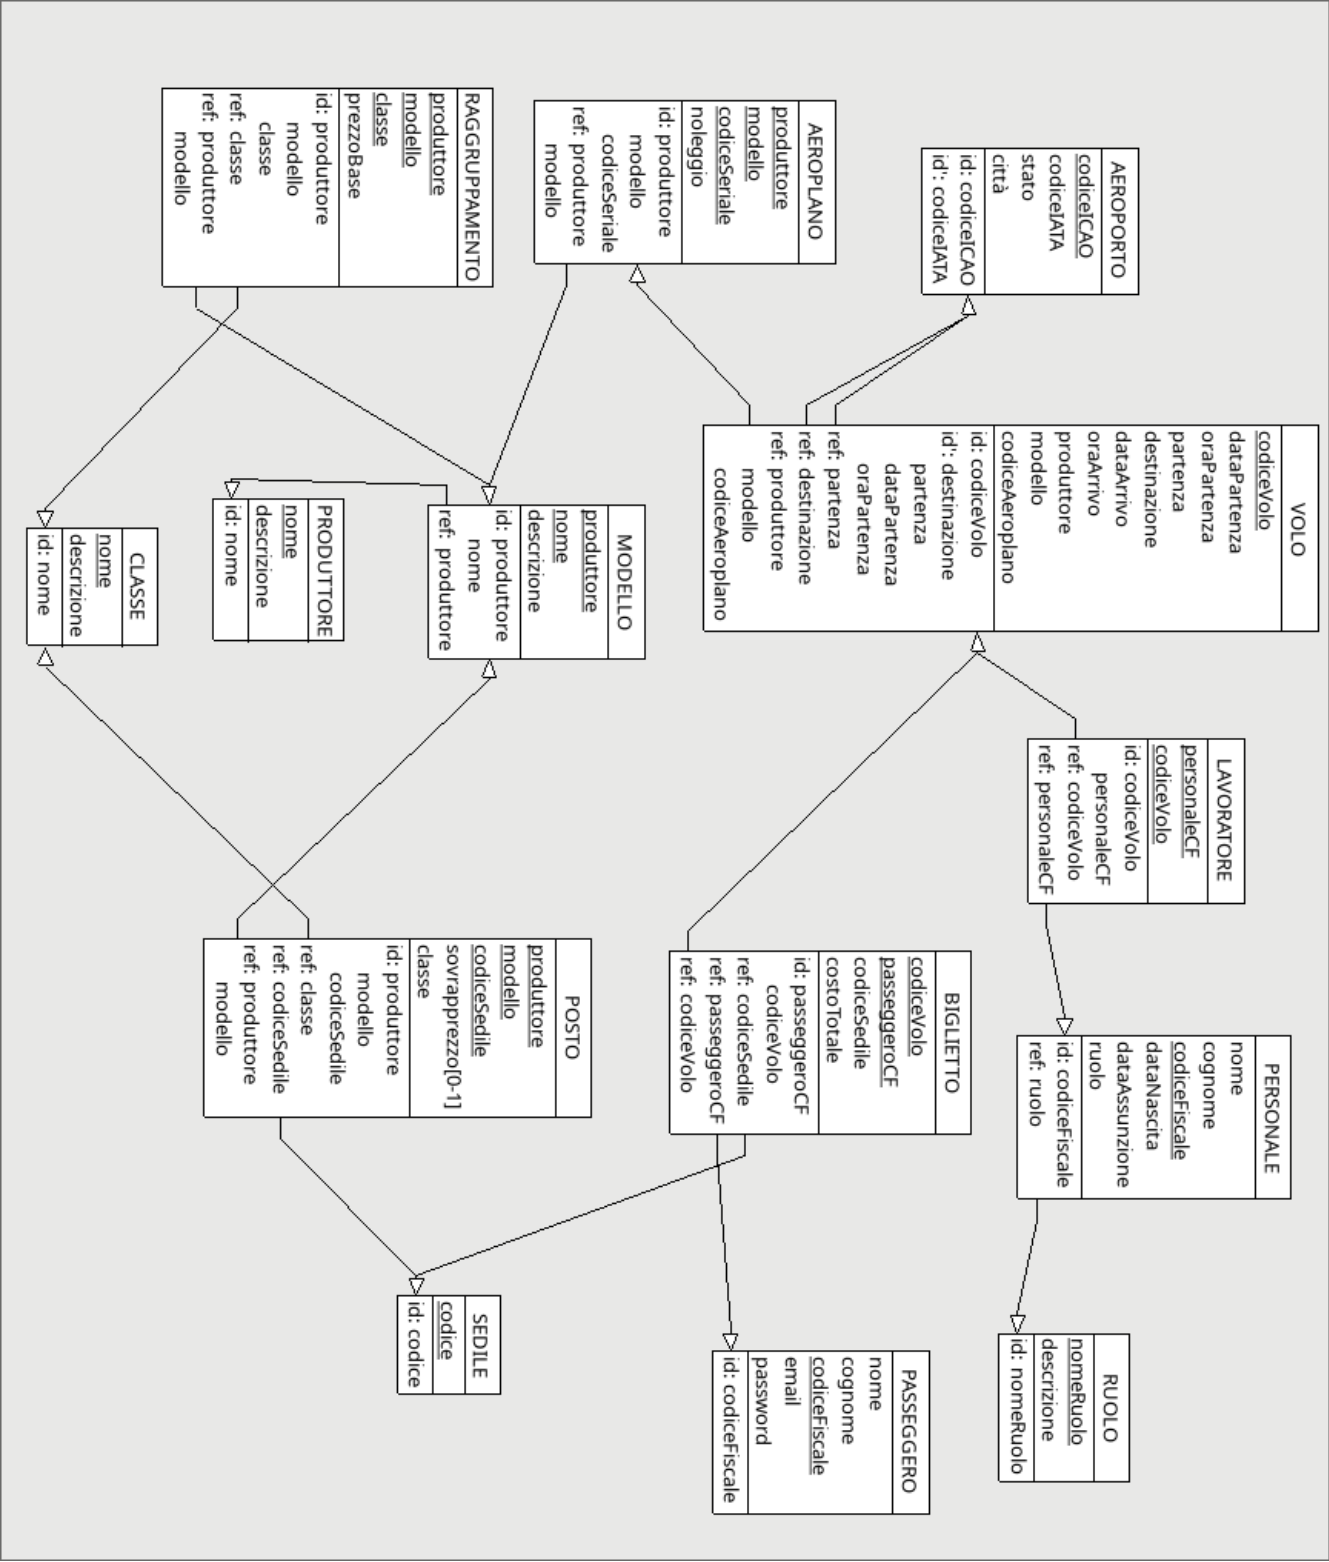 AEROPORTO
codiceICAO
codiceIATA
stato
città
id: codiceICAO
id': codiceIATA
AEROPLANO
produttore
modello
codiceSeriale
noleggio
id: produttore
modello
codiceSeriale
ref: produttore
modello
RAGGRUPPAMENTO
produttore
modello
classe
prezzoBase
id: produttore
modello
classe
ref: classe
ref: produttore
modello
VOLO
codiceVolo
dataPartenza
oraPartenza
partenza
destinazione
dataArrivo
oraArrivo
produttore
modello
codiceAeroplano
id: codiceVolo
id': destinazione
partenza
dataPartenza
oraPartenza
ref: partenza
ref: destinazione
ref: produttore
modello
codiceAeroplano
MODELLO
produttore
nome
descrizione
id: produttore
nome
ref: produttore
PRODUTTORE
nome
descrizione
id: nome
CLASSE
nome
descrizione
id: nome
LAVORATORE
personaleCF
codiceVolo
id: codiceVolo
personaleCF
ref: codiceVolo
ref: personaleCF
BIGLIETTO
codiceVolo
passeggeroCF
codiceSedile
costoTotale
id: passeggeroCF
codiceVolo
ref: codiceSedile
ref: passeggeroCF
ref: codiceVolo
POSTO
produttore
modello
codiceSedile
sovrapprezzo[0-1]
classe
id: produttore
modello
codiceSedile
ref: classe
ref: codiceSedile
ref: produttore
modello
PERSONALE
nome
cognome
codiceFiscale
dataNascita
dataAssunzione
ruolo
id: codiceFiscale
ref: ruolo
RUOLO
nomeRuolo
descrizione
id: nomeRuolo
PASSEGGERO
nome
cognome
codiceFiscale
email
password
id: codiceFiscale
SEDILE
codice
id: codice